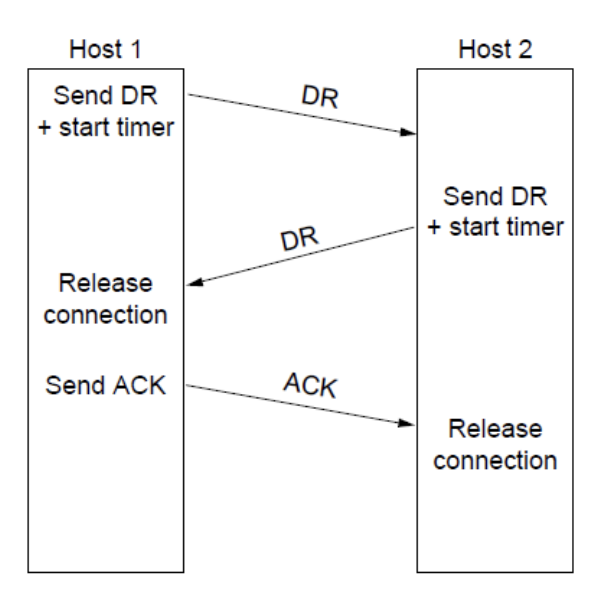 Host 1
Host 2
Send DR
+ start timer
DR
Send DR
+ start timer
DR
Release
connection
Send ACK
ACK
Release
connection